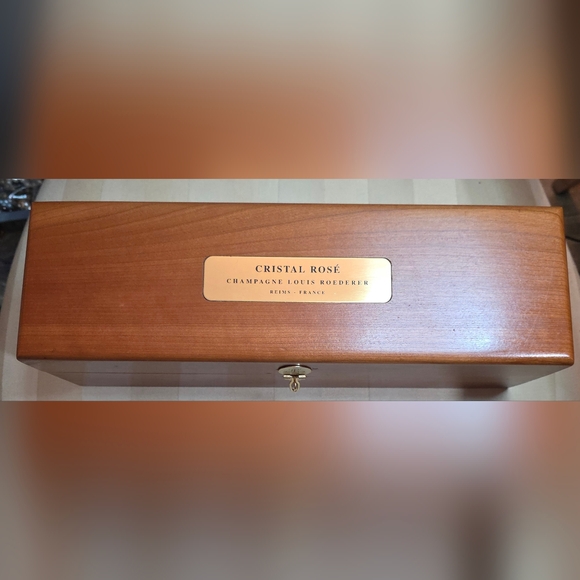 CRISTAL ROSÉ
CHAMPAGNE LOUIS ROEDERER
REIMS - FRANCE